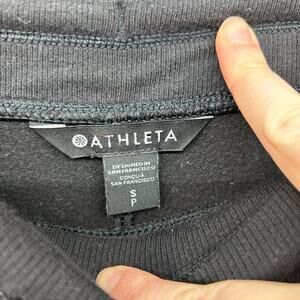 ATHLETA
DESIGNED IN
SAN FRANCISCO
CONÇU À
SAN FRANCISCO
S
P